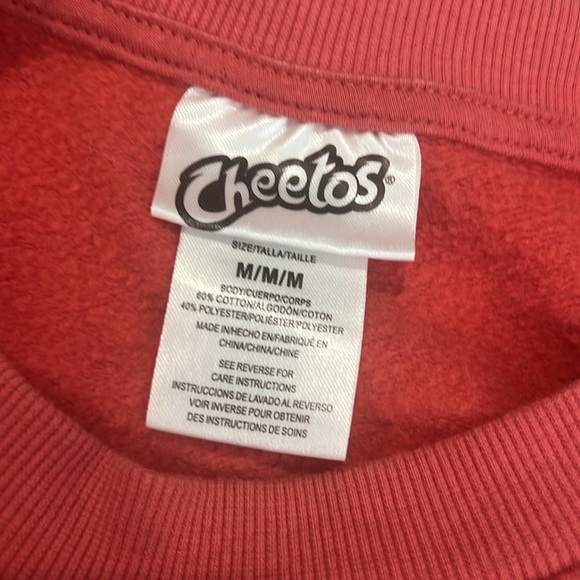 Cheetos®
SIZE/TALLA/TAILLE
M/M/M
BODY/CUERPO/CORPS
60% COTTON/ALGODÓN/COTON
40% POLYESTER/POLIÉSTER/POLYESTER
MADE IN/HECHO EN/FABRIQUÉ EN
CHINA/CHINA/CHINE
SEE REVERSE FOR
CARE INSTRUCTIONS
INSTRUCCIONES DE LAVADO AL REVERSO
VOIR INVERSE POUR OBTENIR
DES INSTRUCTIONS DE SOINS